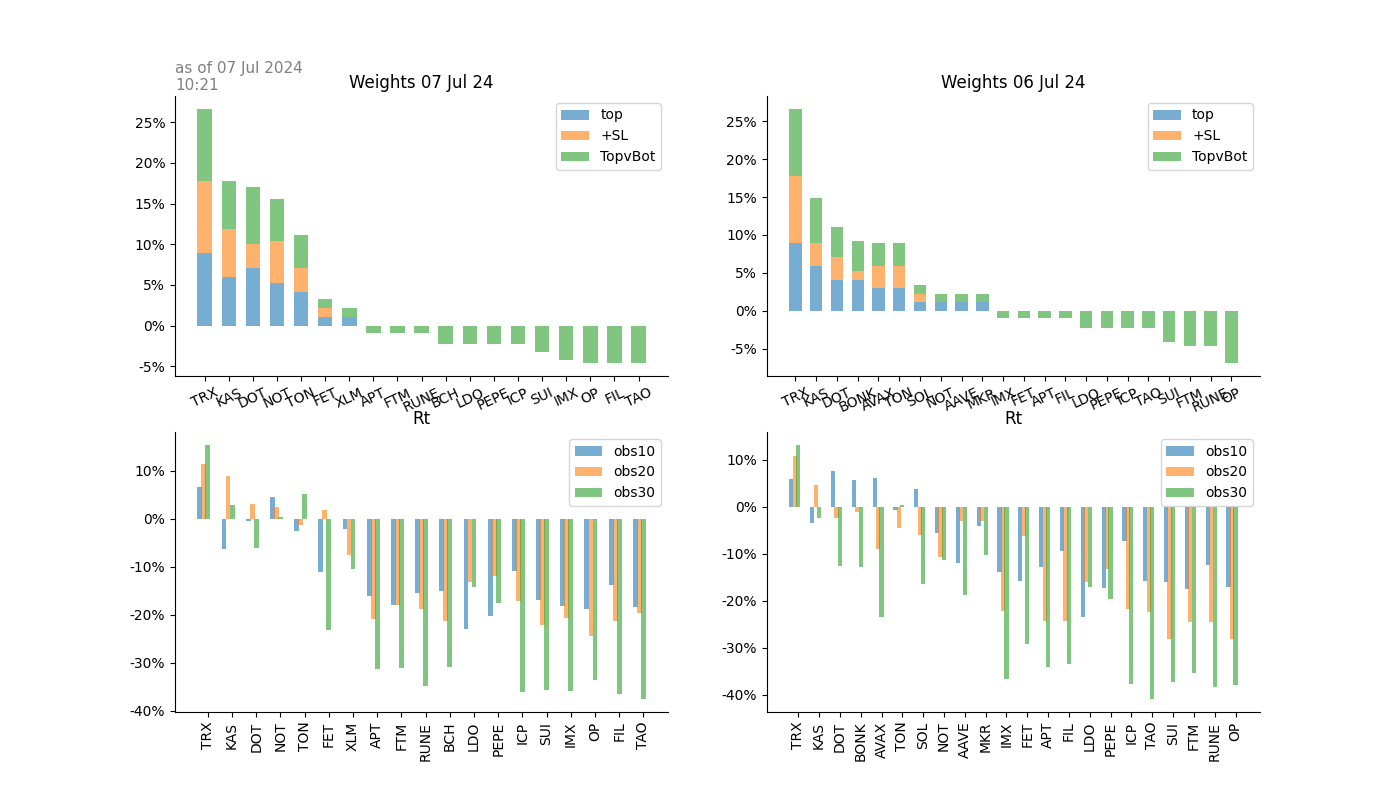 as of 07 Jul 2024
10:21
Weights 07 Jul 24
25%
20%
15%
10%
5%
0%
-5%
top
+SL
TopvBot
TRX KAS DOT NOT TON FET XLM APT FTM RUNE BCH LDO PEPE ICP SUI IMX OP FIL TAO
Weights 06 Jul 24
25%
20%
15%
10%
5%
0%
-5%
top
+SL
TopvBot
TRX KAS DOT BONK AVAX TON SOL NOT AAVE MKR IMX FET APT FIL LDO PEPE ICP TAO SUI FTM RUNE OP
Rt
10%
0%
-10%
-20%
-30%
-40%
obs10
obs20
obs30
TRX KAS DOT NOT TON FET XLM APT FTM RUNE BCH LDO PEPE ICP SUI IMX OP FIL TAO
Rt
10%
0%
-10%
-20%
-30%
-40%
obs10
obs20
obs30
TRX KAS DOT BONK AVAX TON SOL NOT AAVE MKR IMX FET APT FIL LDO PEPE ICP TAO SUI FTM RUNE OP